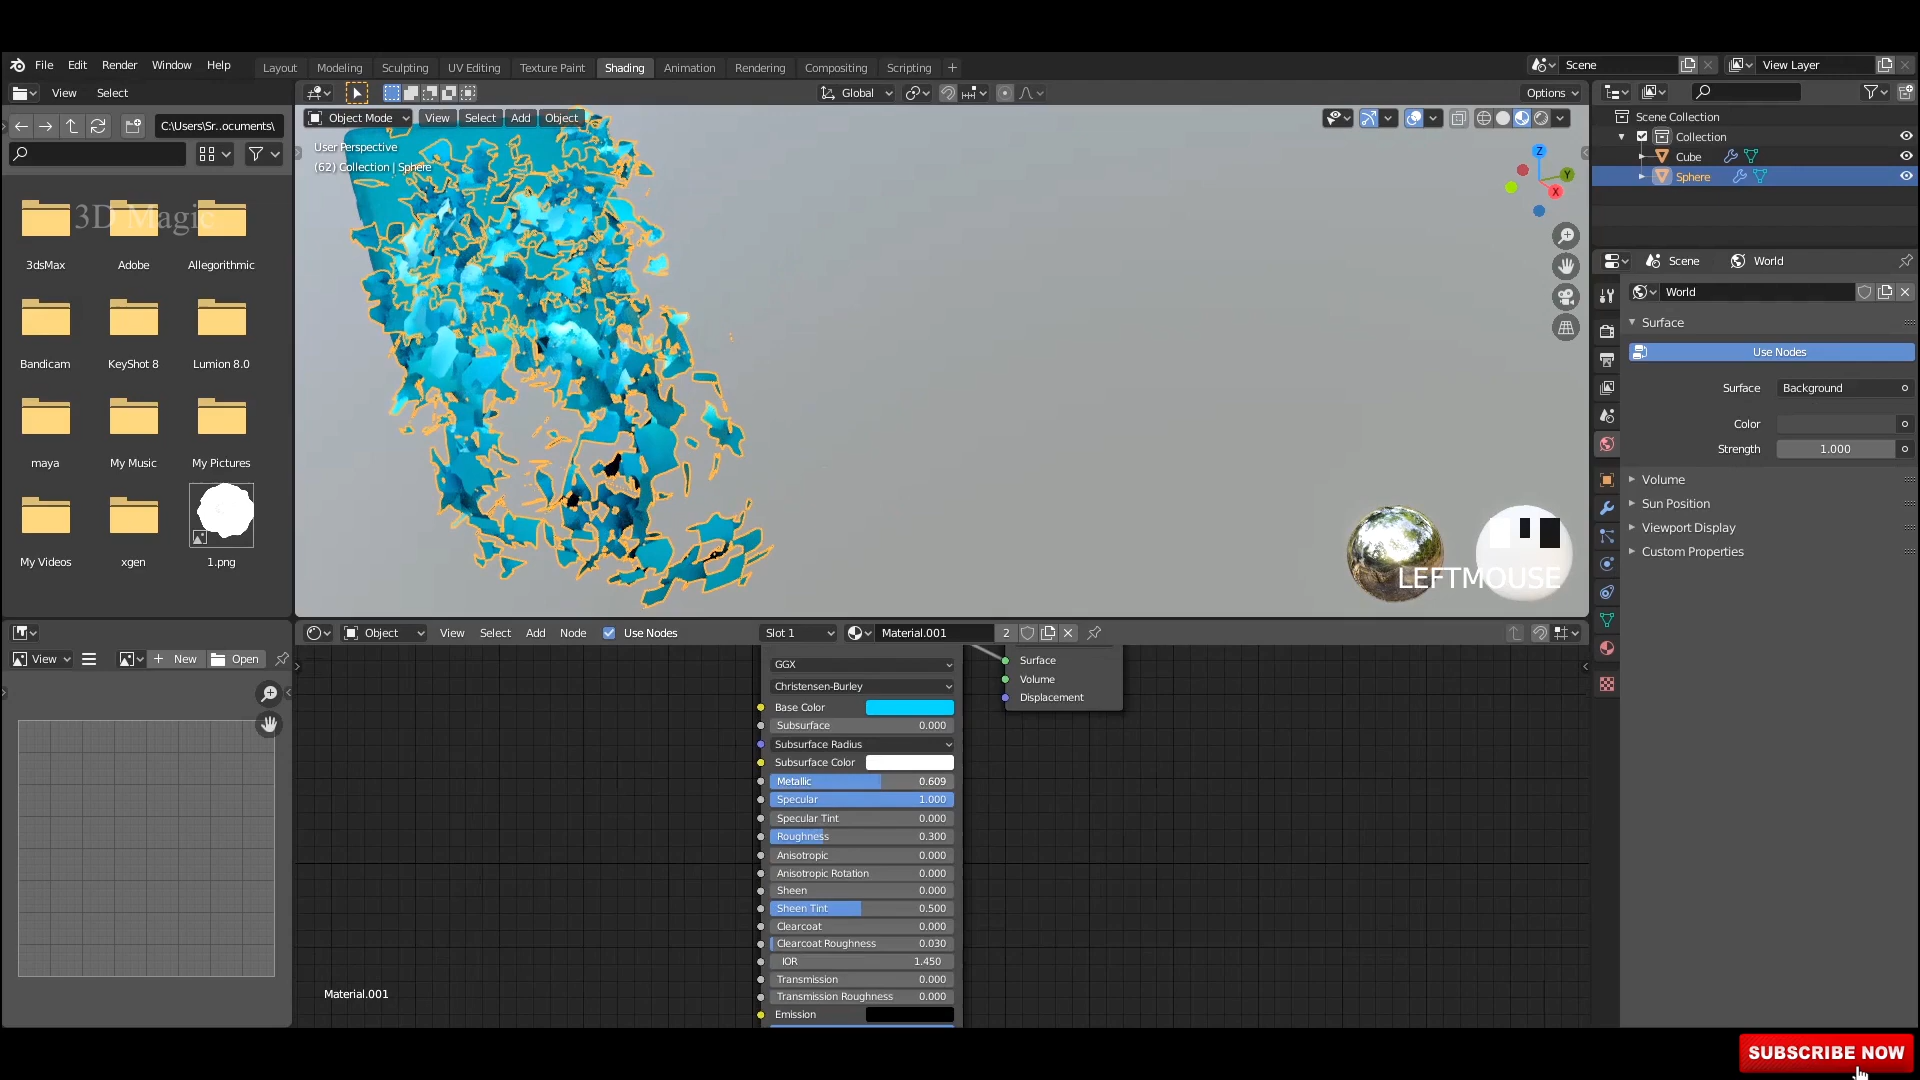 File Edit Render Window Help
Layout Modeling Sculpting UV Editing Texture Paint Shading Animation Rendering Compositing Scripting +
Scene
View Layer
View Select
Global
Options
C:\Users\Sr..ocuments\
Object Mode View Select Add Object
User Perspective
(62) Collection | Sphere
Z
Y
X
3D Magic
3dsMax Adobe Allegorithmic
Bandicam KeyShot 8 Lumion 8.0
maya My Music My Pictures
My Videos xgen 1.png
LEFTMOUSE
Scene Collection
Collection
Cube
Sphere
Scene World
World
Surface
Use Nodes
Surface Background
Color
Strength 1.000
Volume
Sun Position
Viewport Display
Custom Properties
View New Open
Object View Select Add Node Use Nodes Slot 1 Material.001 2
GGX
Christensen-Burley
Base Color
Subsurface 0.000
Subsurface Radius
Subsurface Color
Metallic 0.609
Specular 1.000
Specular Tint 0.000
Roughness 0.300
Anisotropic 0.000
Anisotropic Rotation 0.000
Sheen 0.000
Sheen Tint 0.500
Clearcoat 0.000
Clearcoat Roughness 0.030
IOR 1.450
Transmission 0.000
Transmission Roughness 0.000
Emission
Surface
Volume
Displacement
Material.001
SUBSCRIBE NOW